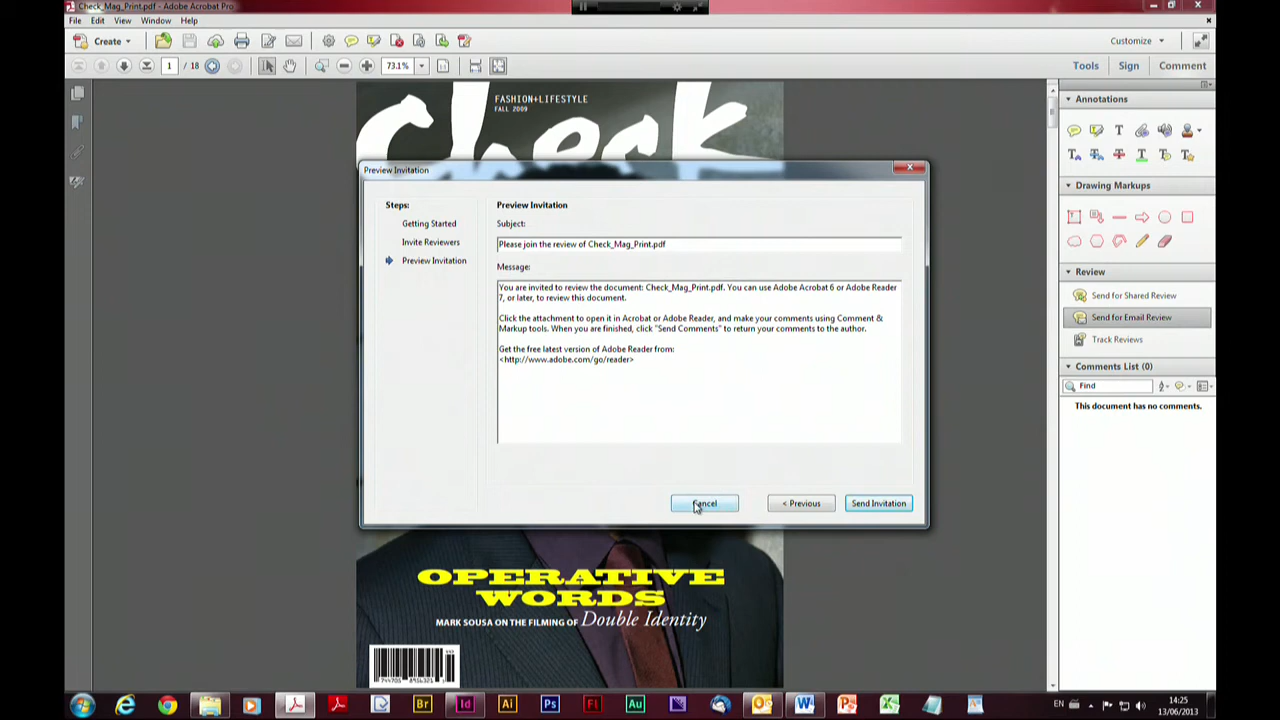 Check_Mag_Print.pdf - Adobe Acrobat Pro
File Edit View Window Help
Create
Customize
1 / 18
73.1%
Tools Sign Comment
FASHION+LIFESTYLE
FALL 2009
Check
Preview Invitation
Steps:
Getting Started
Invite Reviewers
Preview Invitation
Preview Invitation
Subject:
Please join the review of Check_Mag_Print.pdf
Message:
You are invited to review the document: Check_Mag_Print.pdf. You can use Adobe Acrobat 6 or Adobe Reader
7, or later, to review this document.
Click the attachment to open it in Acrobat or Adobe Reader, and make your comments using Comment &
Markup tools. When you are finished, click "Send Comments" to return your comments to the author.
Get the free latest version of Adobe Reader from:
<http://www.adobe.com/go/reader>
Cancel
< Previous
Send Invitation
OPERATIVE
WORDS
MARK SOUSA ON THE FILMING OF Double Identity
Annotations
Drawing Markups
Review
Send for Shared Review
Send for Email Review
Track Reviews
Comments List (0)
Find
This document has no comments.
Br Id Ai Ps Fl Au
EN
14:25
13/06/2013